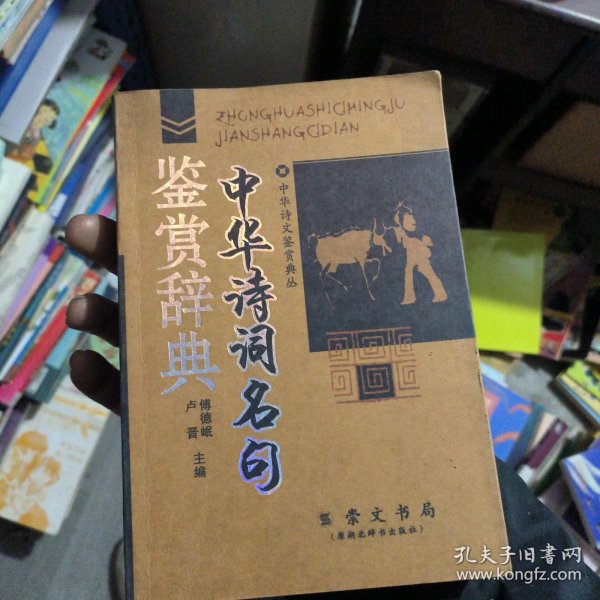 ZHONGHUASHICIMINGJU
JIANSHANGCIDIAN
中华诗文鉴赏典丛
中华诗词名句
鉴赏辞典
傅德岷
卢晋 主编
崇文书局
(原湖北辞书出版社)
孔夫子旧书网
www.kongfz.com